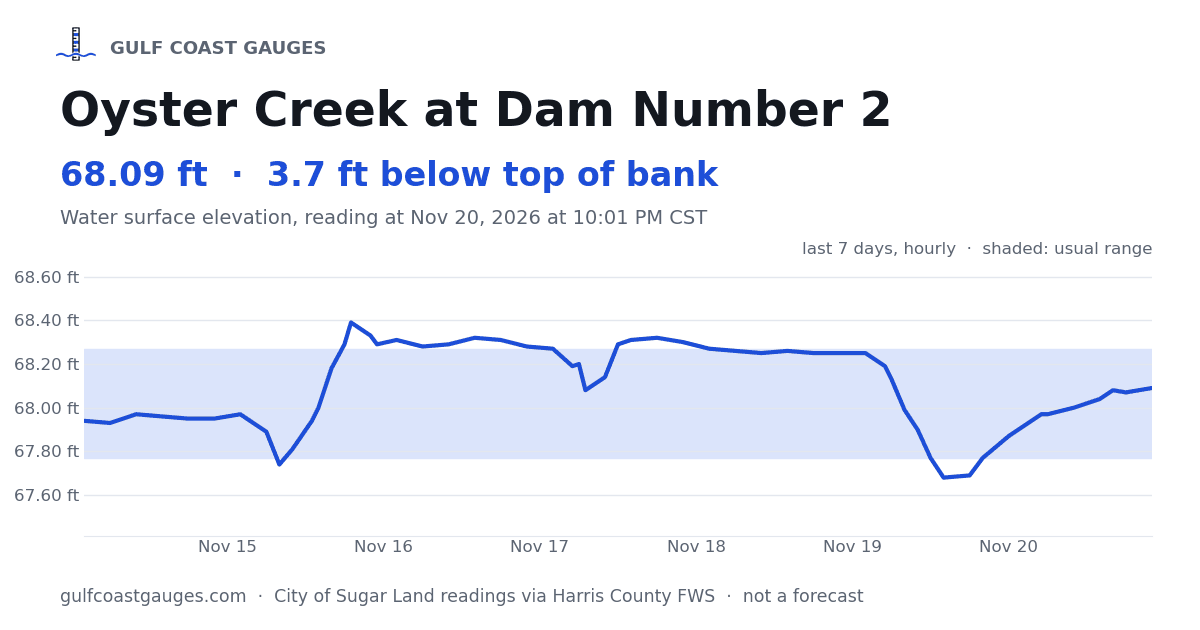 GULF COAST GAUGES
Oyster Creek at Dam Number 2
68.09 ft · 3.7 ft below top of bank
Water surface elevation, reading at Nov 20, 2026 at 10:01 PM CST
last 7 days, hourly · shaded: usual range
68.60 ft
68.40 ft
68.20 ft
68.00 ft
67.80 ft
67.60 ft
Nov 15 Nov 16 Nov 17 Nov 18 Nov 19 Nov 20
gulfcoastgauges.com · City of Sugar Land readings via Harris County FWS · not a forecast